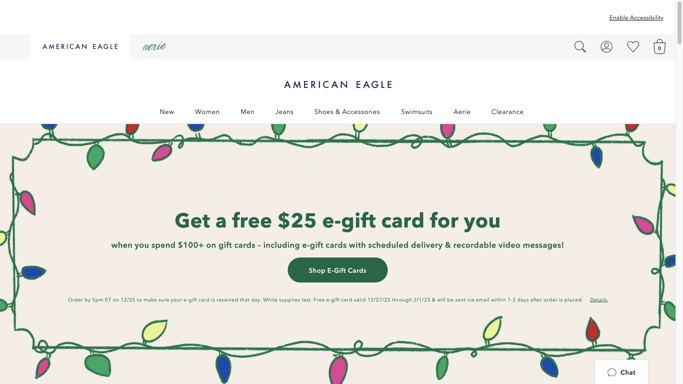 Enable Accessibility
AMERICAN EAGLE aerie 0
AMERICAN EAGLE
New Women Men Jeans Shoes & Accessories Swimsuits Aerie Clearance
Get a free $25 e-gift card for you
when you spend $100+ on gift cards – including e-gift cards with scheduled delivery & recordable video messages!
Shop E-Gift Cards
Order by 5pm ET on 12/25 to make sure your e-gift card is received that day. While supplies last. Free e-gift card valid 12/27/22 through 2/1/23 & will be sent via email within 1-2 days after order is placed. Details
Chat